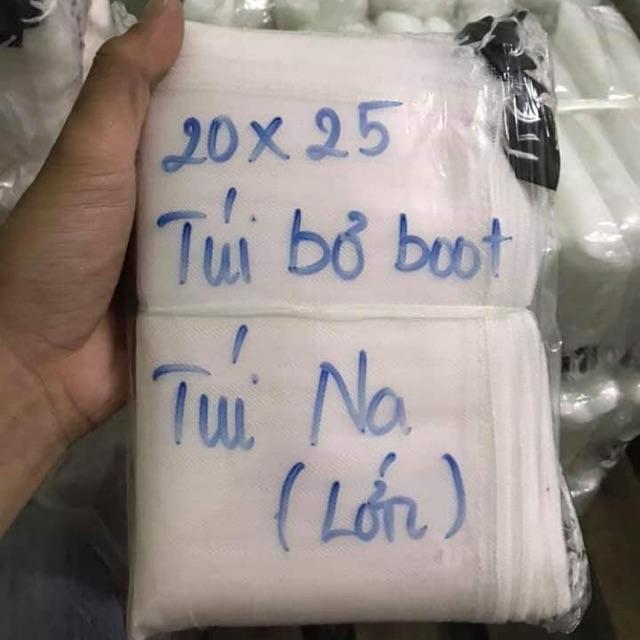 20 x 25
Túi bở boot
Túi Na
(Lớn)